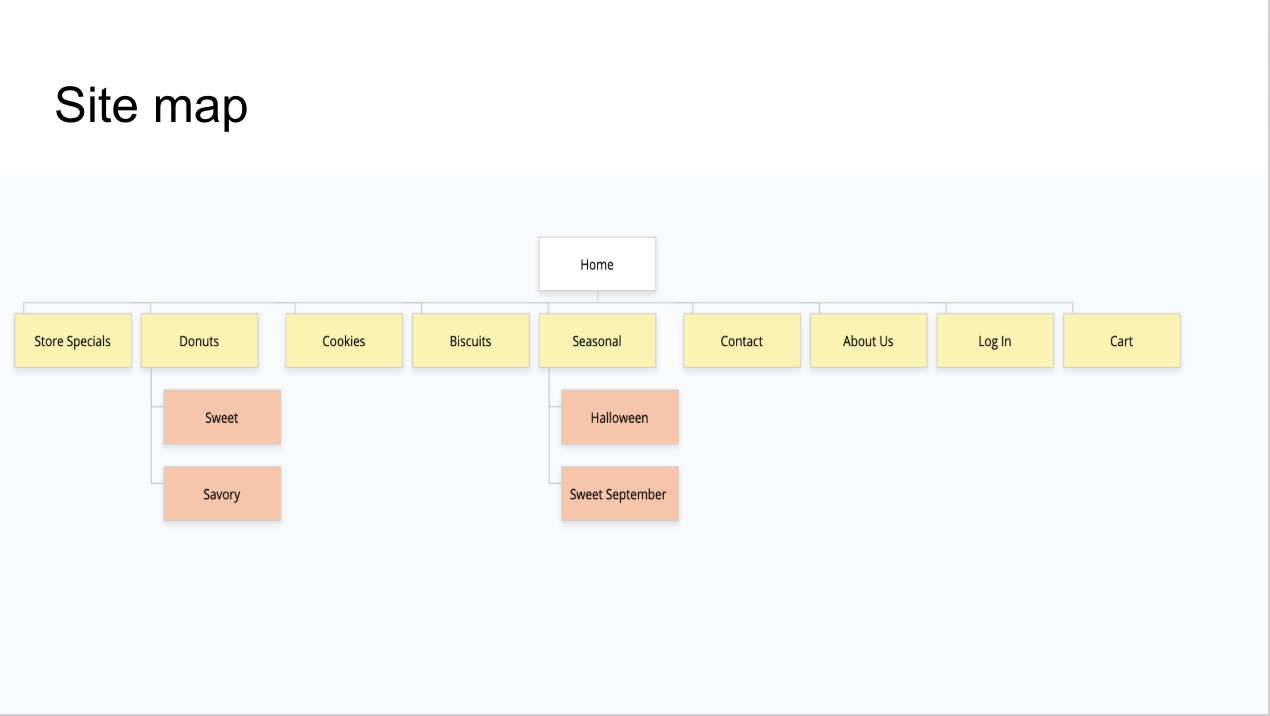 Site map
Home
Store Specials
Donuts
Cookies
Biscuits
Seasonal
Contact
About Us
Log In
Cart
Sweet
Halloween
Savory
Sweet September